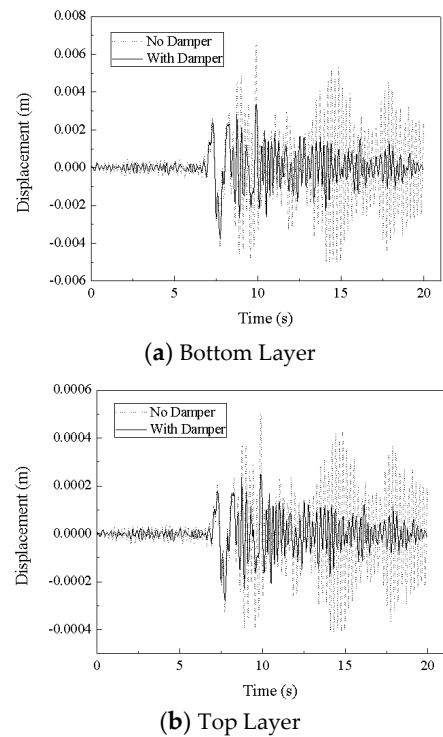 0.008
No Damper
With Damper
0.006
0.004
0.002
0.000
-0.002
-0.004
-0.006
Displacement (m)
0 5 10 15 20
Time (s)
(a) Bottom Layer
0.0006
No Damper
With Damper
0.0004
0.0002
0.0000
-0.0002
-0.0004
Displacement (m)
0 5 10 15 20
Time (s)
(b) Top Layer